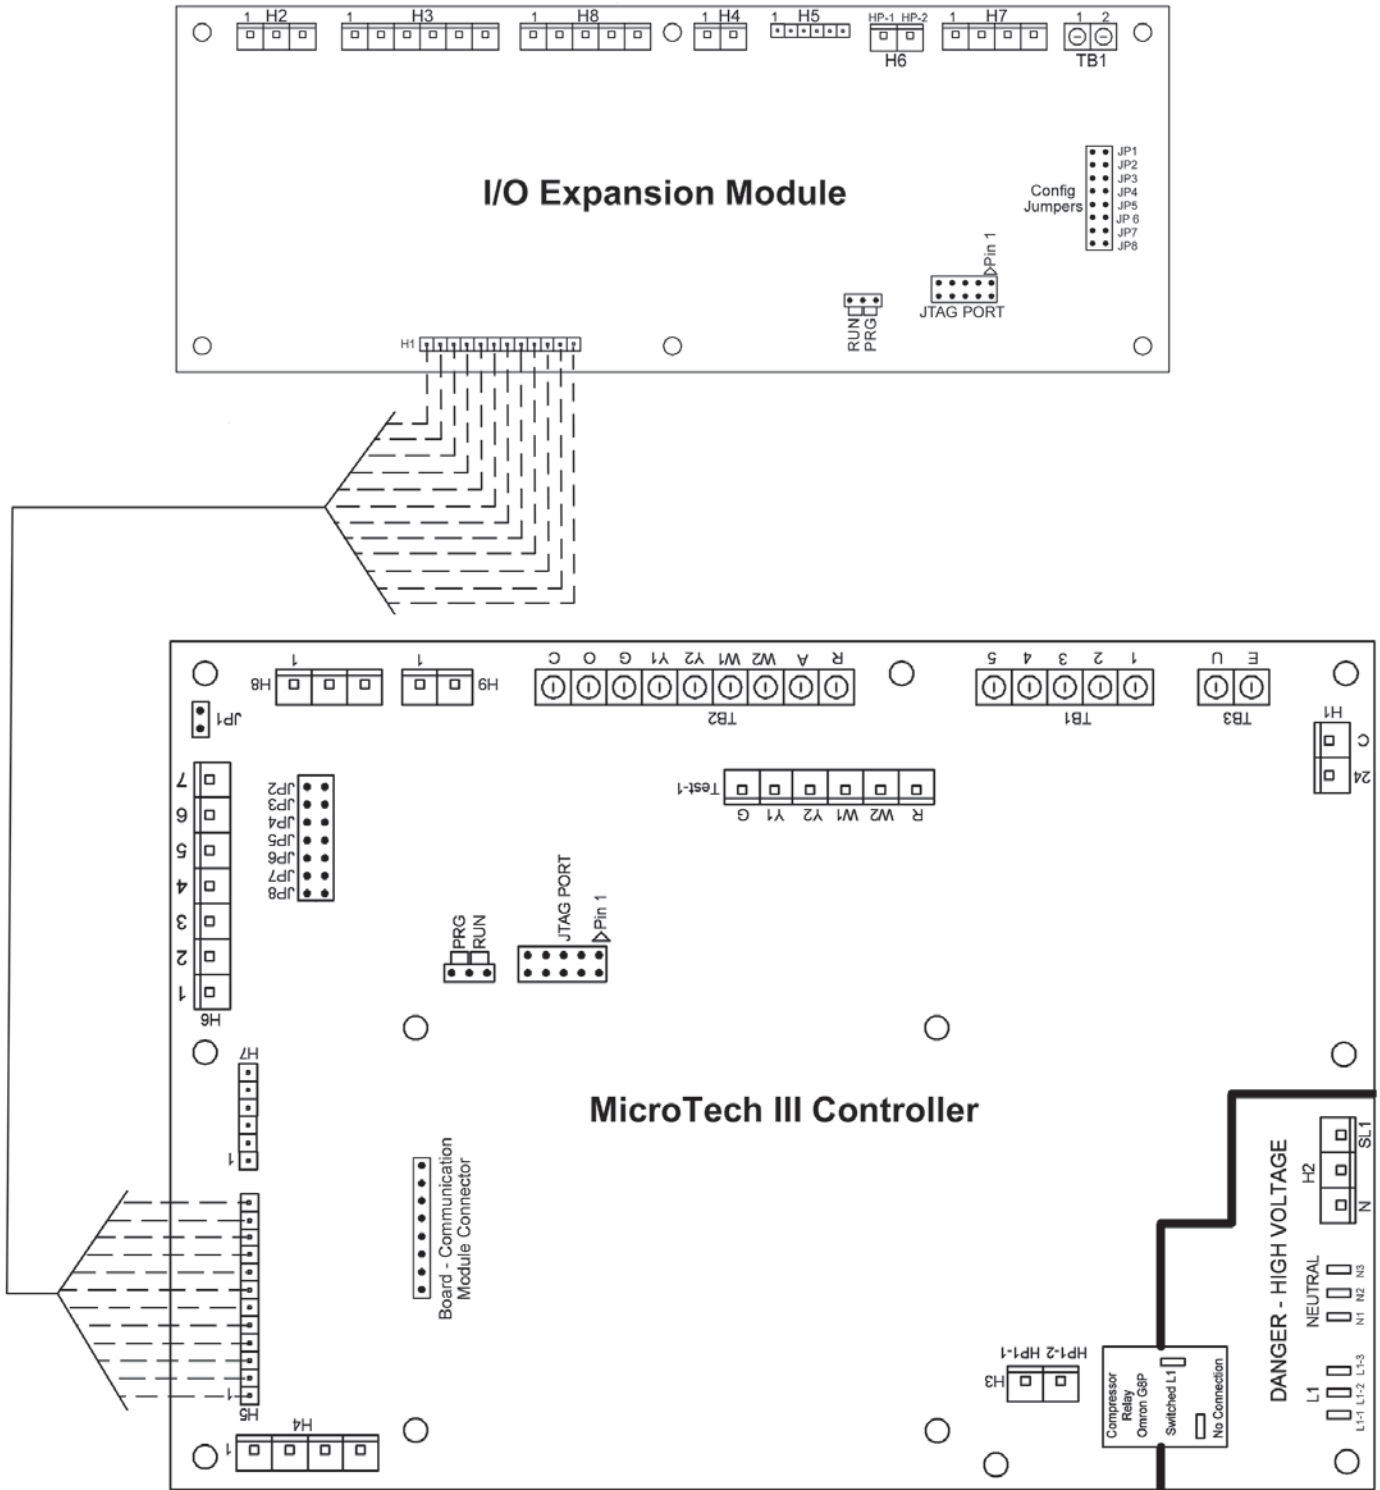 1 H2
1 H3
1 H8
1 H4
1 H5
HP-1 HP-2
H6
1 H7
1 2
TB1
I/O Expansion Module
Config
Jumpers
JP1
JP2
JP3
JP4
JP5
JP 6
JP7
JP8
Pin 1
JTAG PORT
RUN
PRG
H1
H8
1
1
H9
C O G Y1 Y2 W1 W2 A R
TB2
5 4 3 2 1
TB1
U E
TB3
H1
C
24
JP1
7
6
5
4
3
2
1
H6
JP2
JP3
JP4
JP5
JP6
JP7
JP8
Test-1
G Y1 Y2 W1 W2 R
PRG
RUN
JTAG PORT
Pin 1
H7
1
MicroTech III Controller
Board - Communication
Module Connector
1
H5
H4
1
H3
HP1-1 HP1-2
Compressor
Relay
Omron G8P
Switched L1
No Connection
DANGER - HIGH VOLTAGE
H2
SL1
N
NEUTRAL
N3
N2
N1
L1
L1-3
L1-2
L1-1